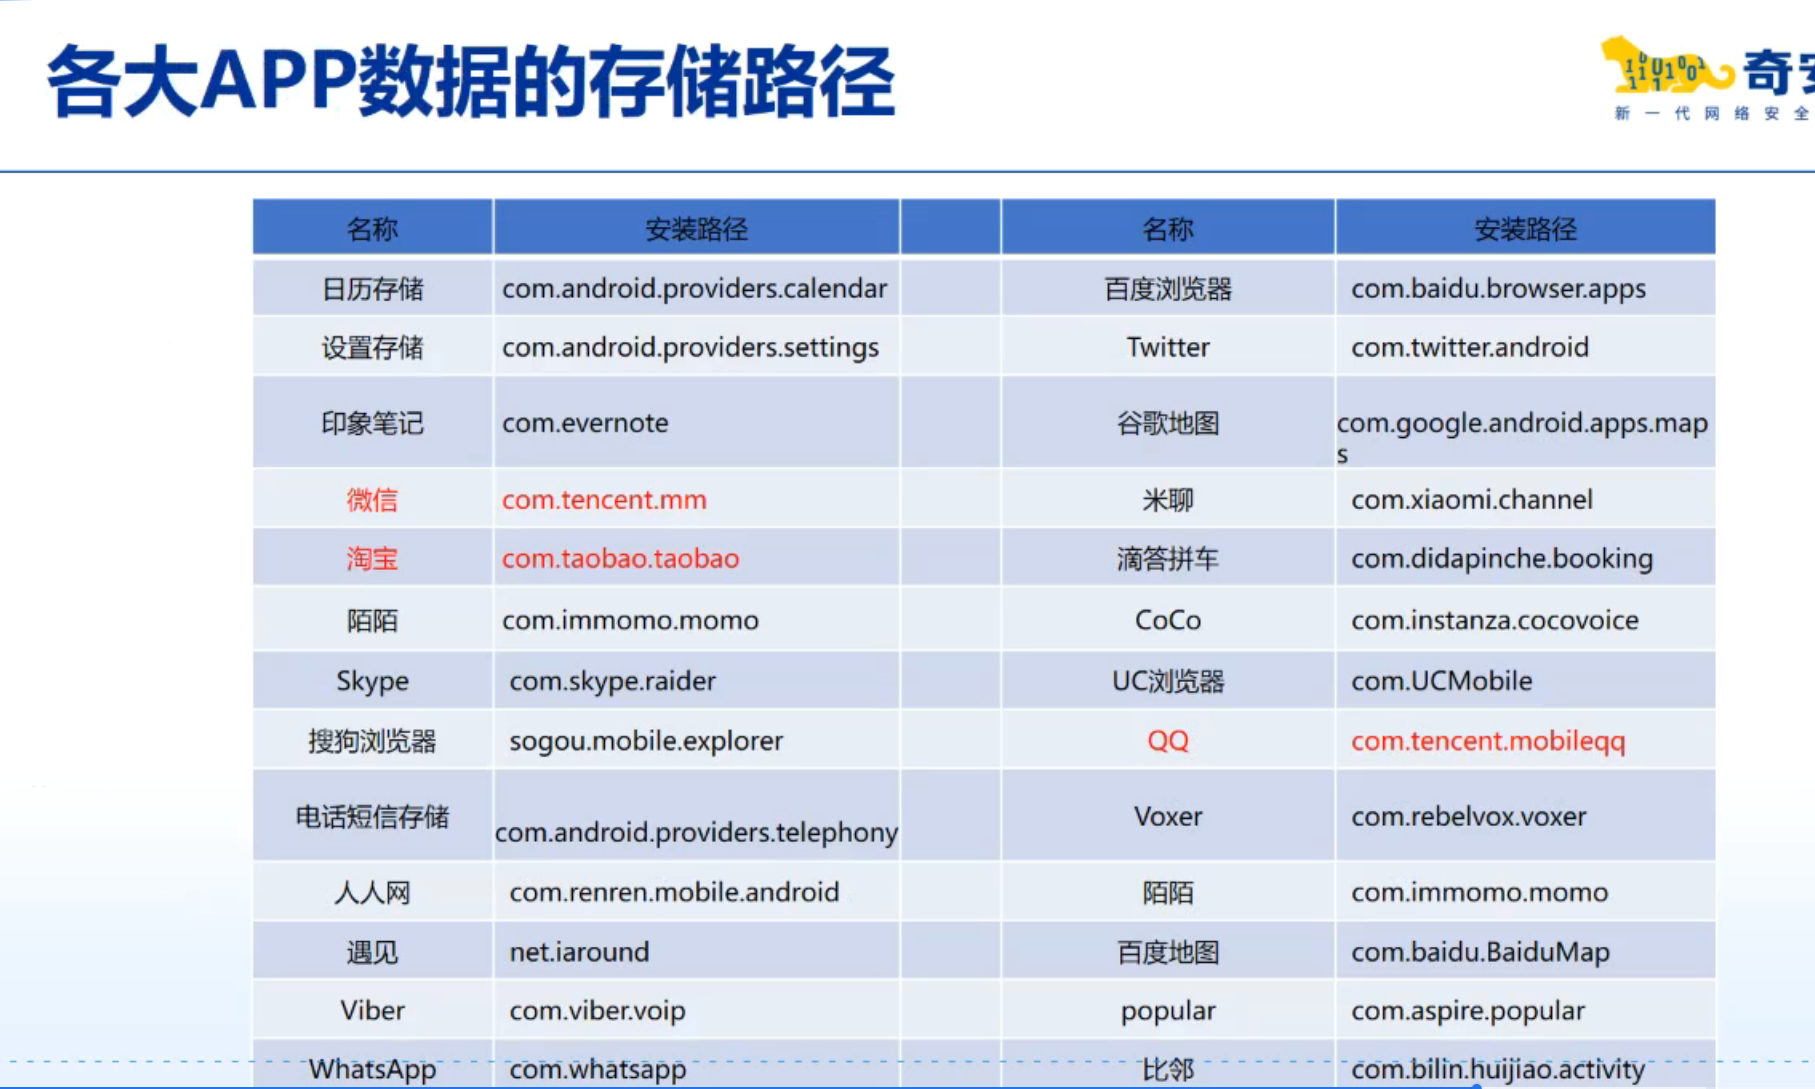 各大APP数据的存储路径
奇安
新一代网络安全
名称 安装路径 名称 安装路径
日历存储 com.android.providers.calendar 百度浏览器 com.baidu.browser.apps
设置存储 com.android.providers.settings Twitter com.twitter.android
印象笔记 com.evernote 谷歌地图 com.google.android.apps.map
s
微信 com.tencent.mm 米聊 com.xiaomi.channel
淘宝 com.taobao.taobao 滴答拼车 com.didapinche.booking
陌陌 com.immomo.momo CoCo com.instanza.cocovoice
Skype com.skype.raider UC浏览器 com.UCMobile
搜狗浏览器 sogou.mobile.explorer QQ com.tencent.mobileqq
电话短信存储 com.android.providers.telephony Voxer com.rebelvox.voxer
人人网 com.renren.mobile.android 陌陌 com.immomo.momo
遇见 net.iaround 百度地图 com.baidu.BaiduMap
Viber com.viber.voip popular com.aspire.popular
WhatsApp com.whatsapp 比邻 com.bilin.huijiao.activity